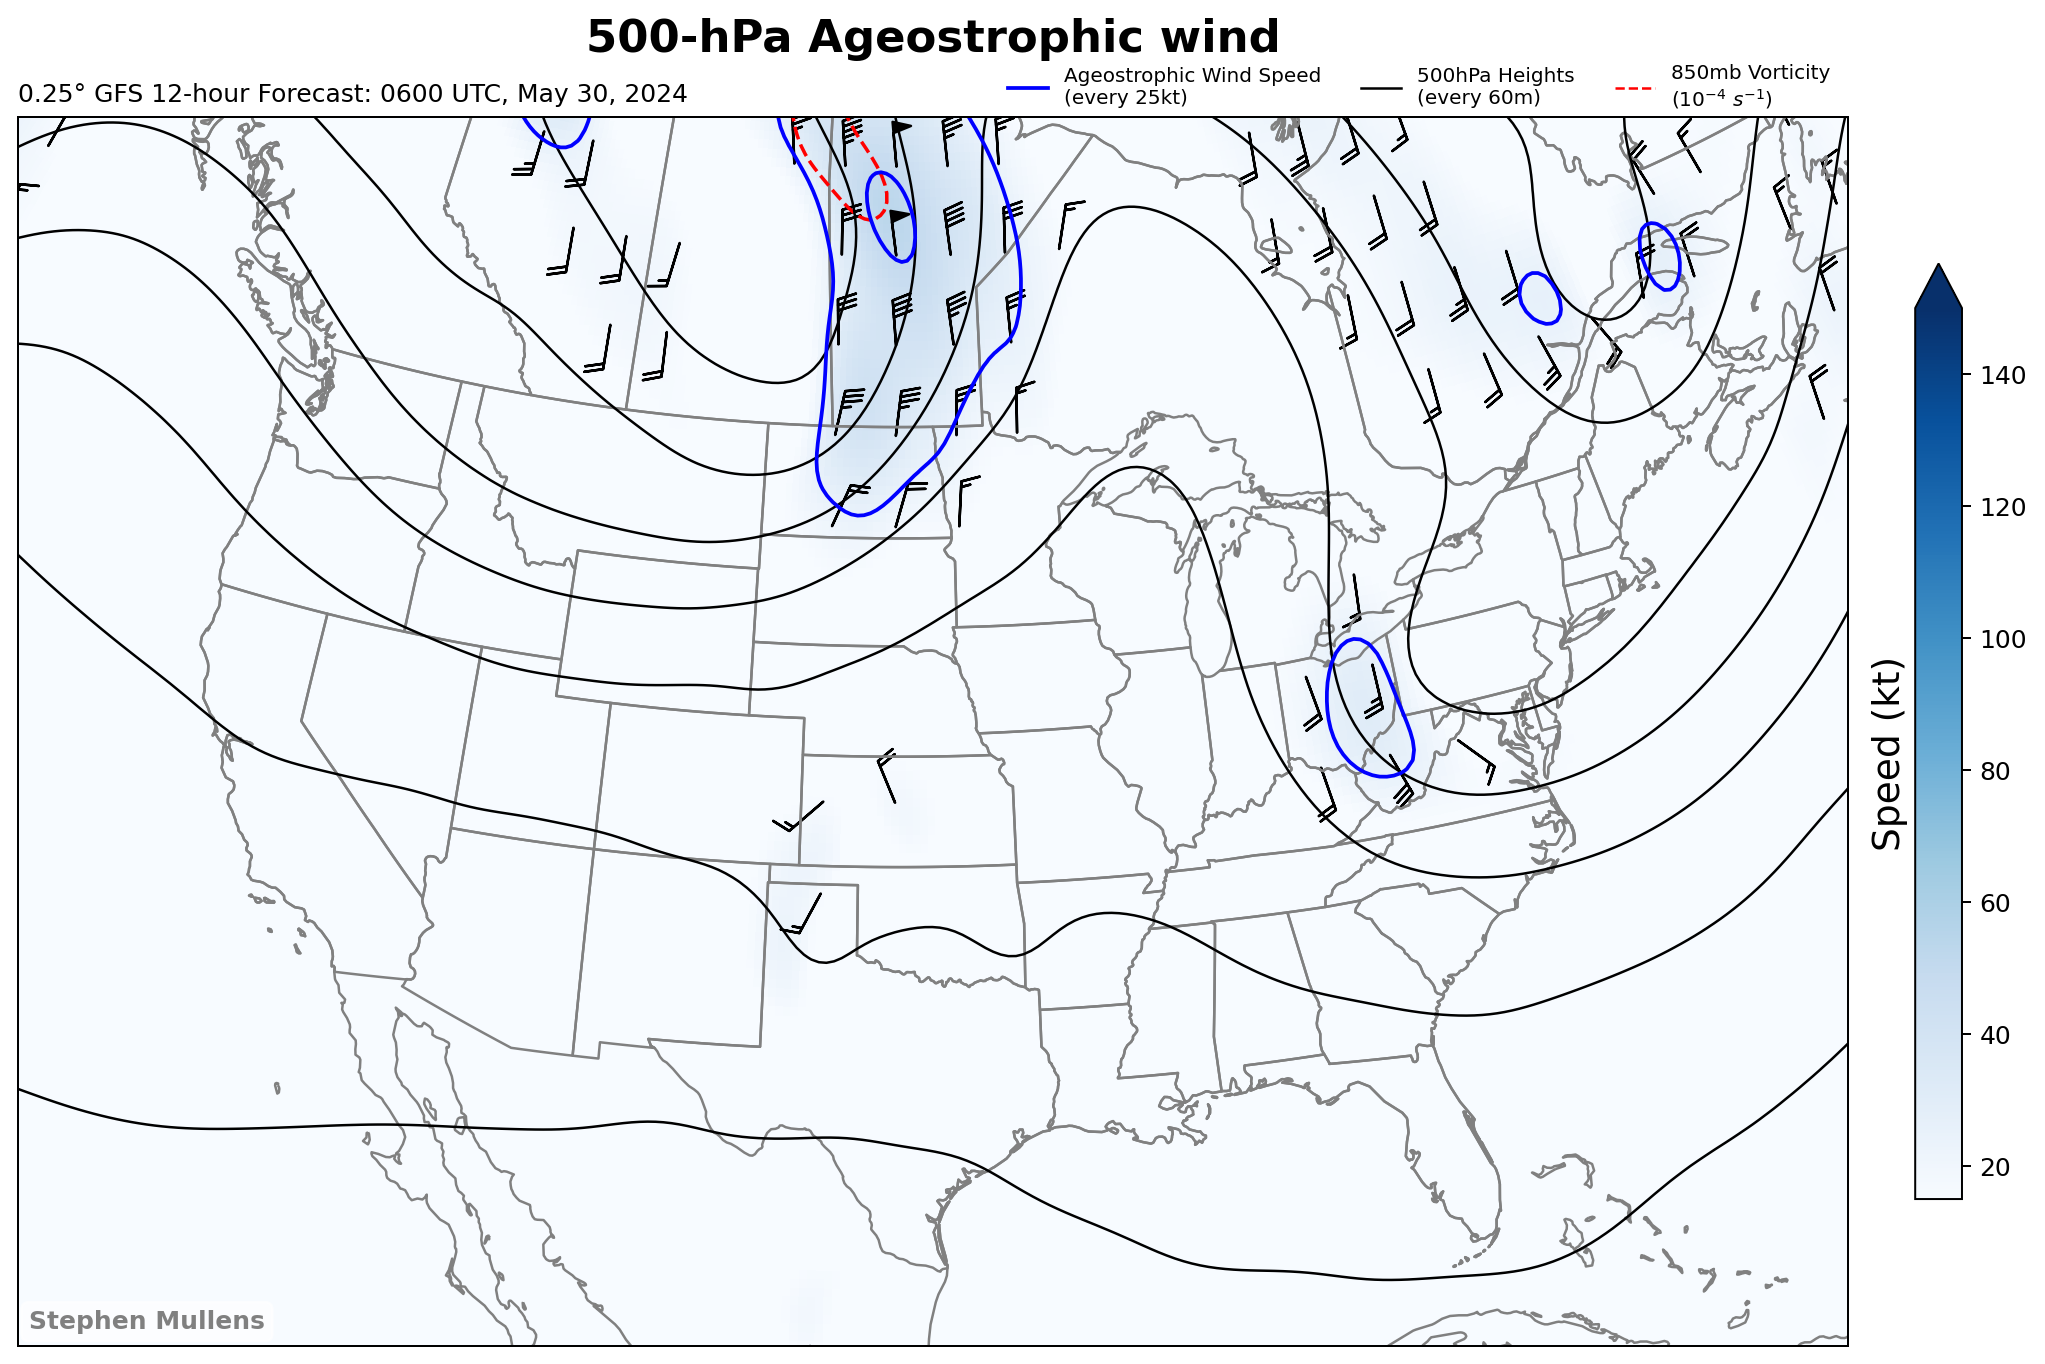 500-hPa Ageostrophic wind
0.25° GFS 12-hour Forecast: 0600 UTC, May 30, 2024
Ageostrophic Wind Speed
(every 25kt)
500hPa Heights
(every 60m)
850mb Vorticity
(10⁻⁴ s⁻¹)
140
120
100
80
60
40
20
Speed (kt)
Stephen Mullens